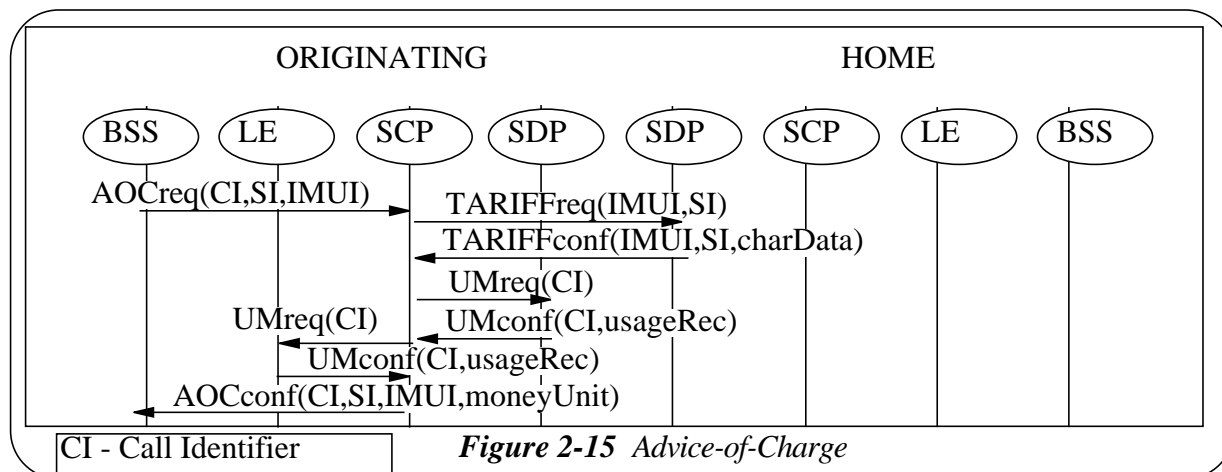 ORIGINATING HOME
BSS LE SCP SDP SDP SCP LE BSS
AOCreq(CI,SI,IMUI)
TARIFFreq(IMUI,SI)
TARIFFconf(IMUI,SI,charData)
UMreq(CI)
UMreq(CI) UMconf(CI,usageRec)
UMconf(CI,usageRec)
AOCconf(CI,SI,IMUI,moneyUnit)
CI - Call Identifier Figure 2-15 Advice-of-Charge